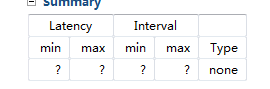 Summary
Latency Interval
min max min max Type
? ? ? ? none